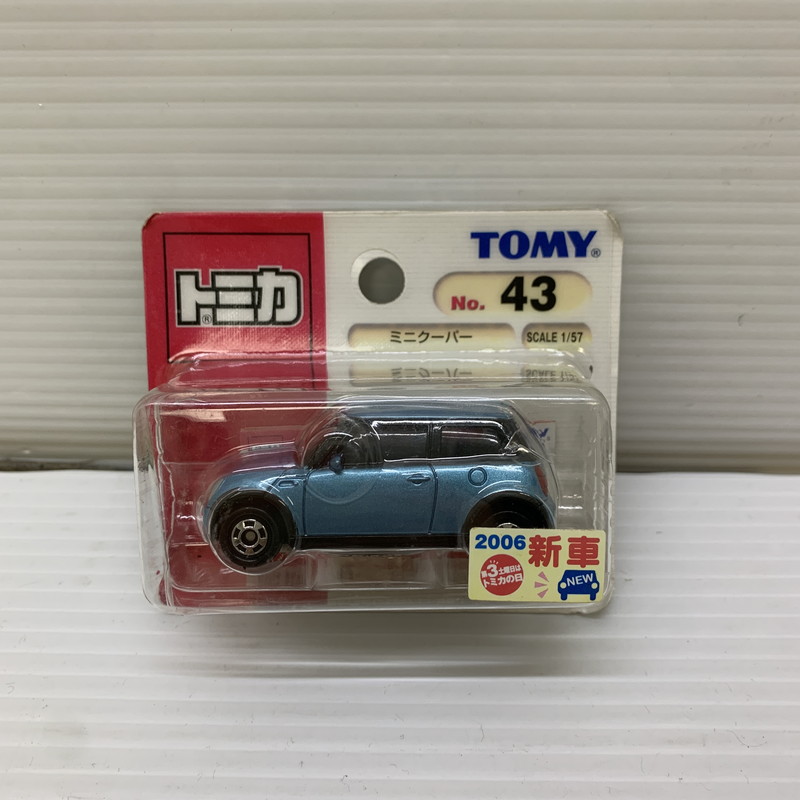 トミカ®
TOMY®
No. 43
ミニクーパー
SCALE 1/57
2006 新車
第3土曜日は
トミカの日
NEW